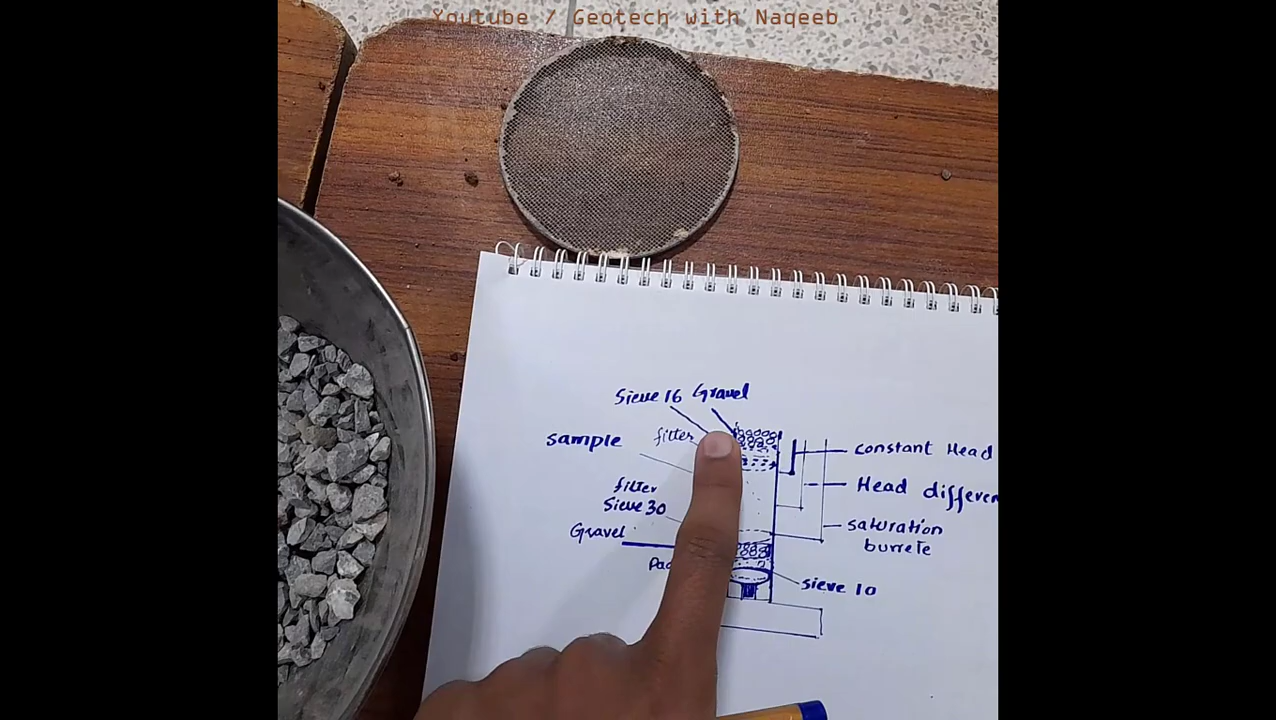 Youtube / Geotech with Naqeeb
Sieve 16 Gravel
filter
Sample
constant Head
filter
Head differen
Sieve 30
Gravel
saturation
burrete
sieve 10